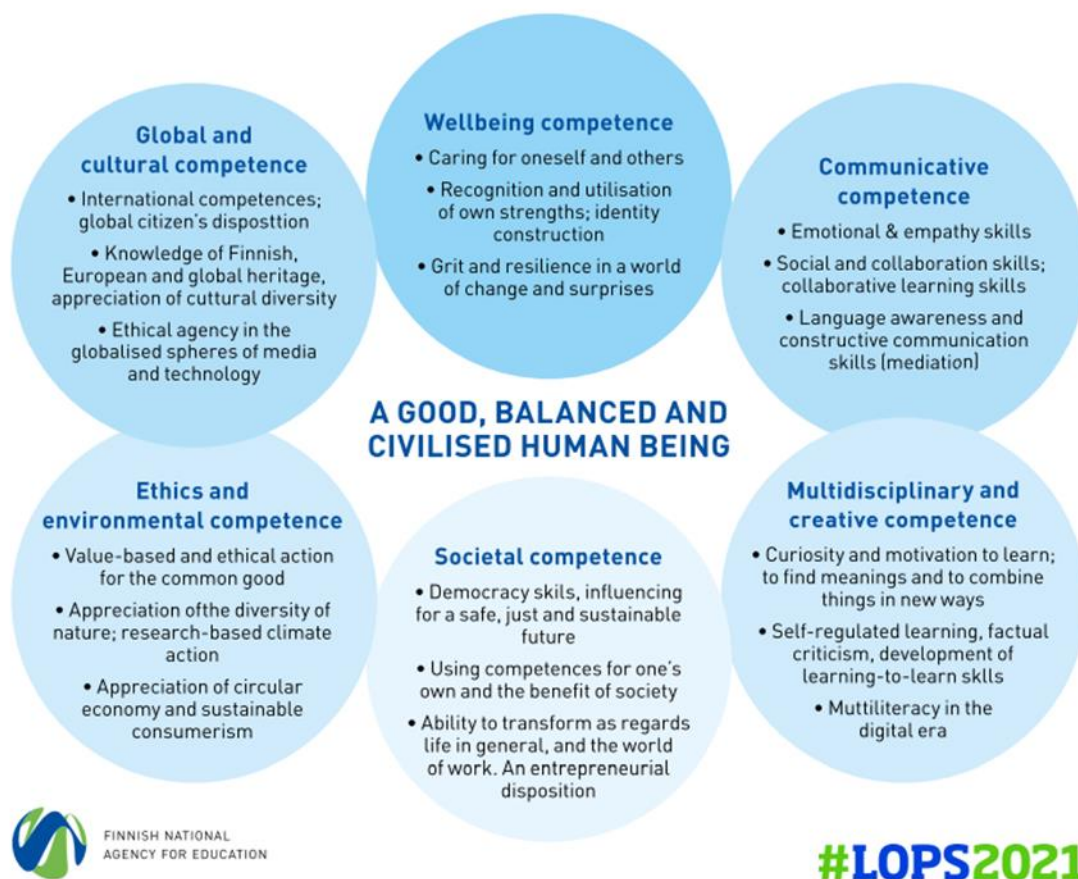 Global and
cultural competence
• International competences;
global citizen's disposttion
• Knowledge of Finnish,
European and global heritage,
appreciation of cuttural diversity
• Ethical agency in the
globalised spheres of media
and technology
Wellbeing competence
• Caring for oneself and others
• Recognition and utilisation
of own strengths; identity
construction
• Grit and resilience in a world
of change and surprises
Communicative
competence
• Emotional & empathy skills
• Social and collaboration skills;
collaborative learning skills
• Language awareness and
constructive communication
skills (mediation)
A GOOD, BALANCED AND
CIVILISED HUMAN BEING
Ethics and
environmental competence
• Value-based and ethical action
for the common good
• Appreciation ofthe diversity of
nature; research-based climate
action
• Appreciation of circular
economy and sustainable
consumerism
Societal competence
• Democracy skils, influencing
for a safe, just and sustainable
future
• Using competences for one's
own and the benefit of society
• Ability to transform as regards
life in general, and the world
of work. An entrepreneurial
disposition
Multidisciplinary and
creative competence
• Curiosity and motivation to learn;
to find meanings and to combine
things in new ways
• Self-regulated learning, factual
criticism, development of
learning-to-learn sklls
• Muttiliteracy in the
digital era
FINNISH NATIONAL
AGENCY FOR EDUCATION
#LOPS2021